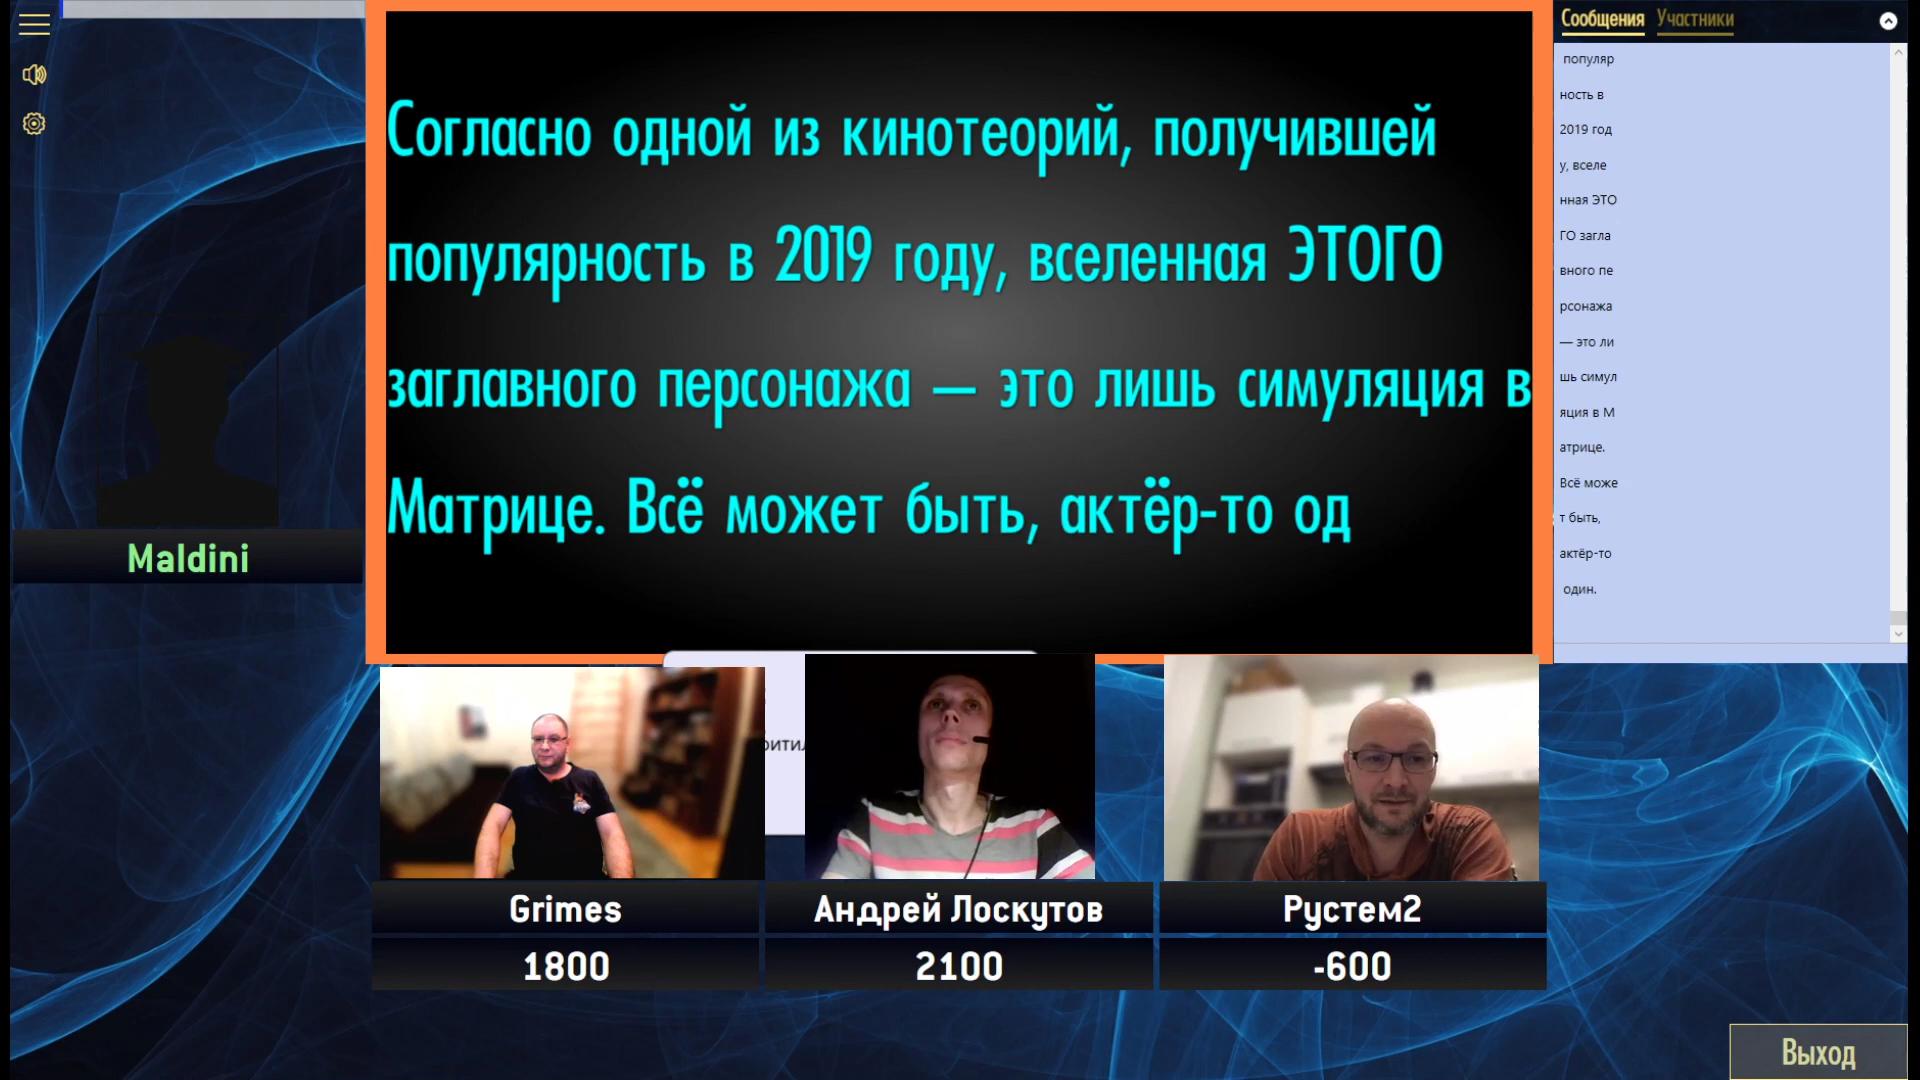 Согласно одной из кинотеорий, получившей
популярность в 2019 году, вселенная ЭТОГО
заглавного персонажа — это лишь симуляция в
Матрице. Всё может быть, актёр-то од
Сообщения Участники
популяр
ность в
2019 год
у, вселе
нная ЭТО
ГО загла
вного пе
рсонажа
— это ли
шь симул
яция в М
атрице.
Всё може
т быть,
актёр-то
один.
Maldini
Grimes
1800
Андрей Лоскутов
2100
Рустем2
-600
Выход